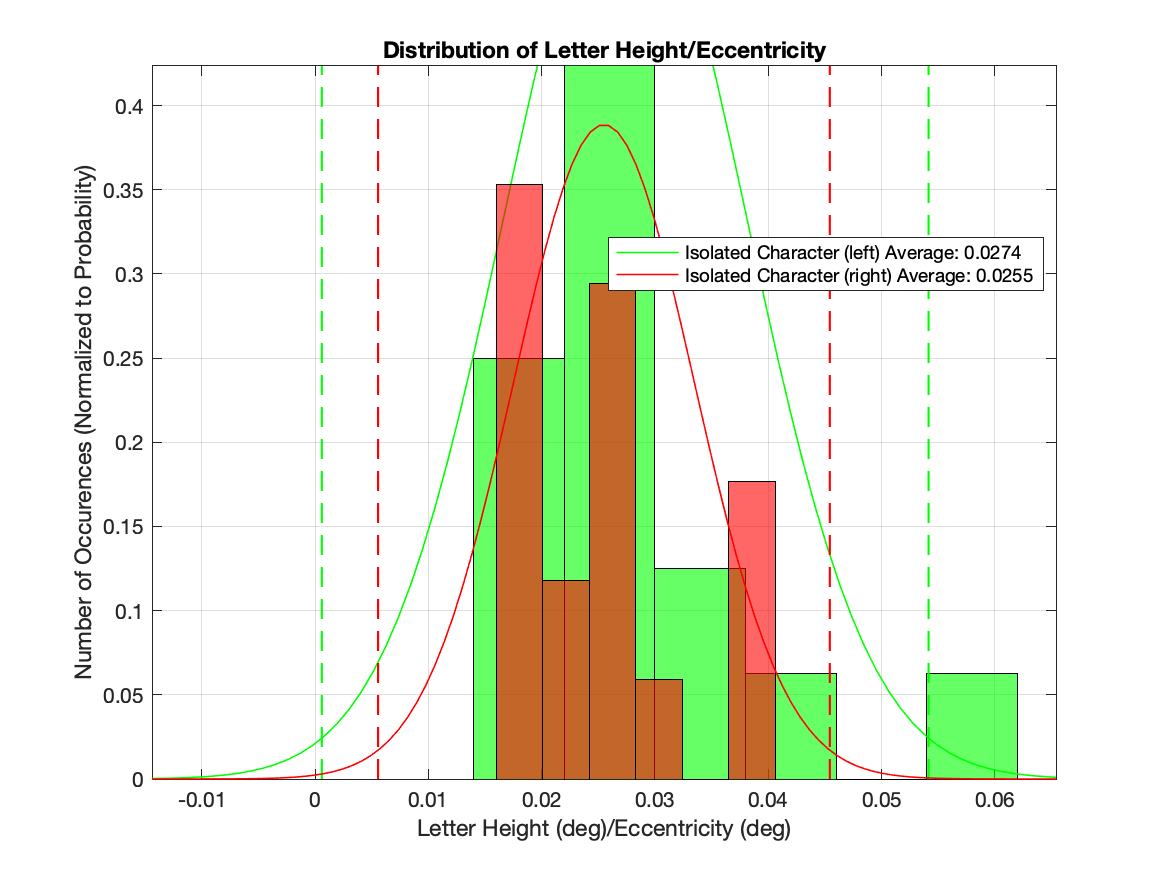 Distribution of Letter Height/Eccentricity
Number of Occurences (Normalized to Probability)
0.4
0.35
0.3
0.25
0.2
0.15
0.1
0.05
0
Isolated Character (left) Average: 0.0274
Isolated Character (right) Average: 0.0255
-0.01 0 0.01 0.02 0.03 0.04 0.05 0.06
Letter Height (deg)/Eccentricity (deg)